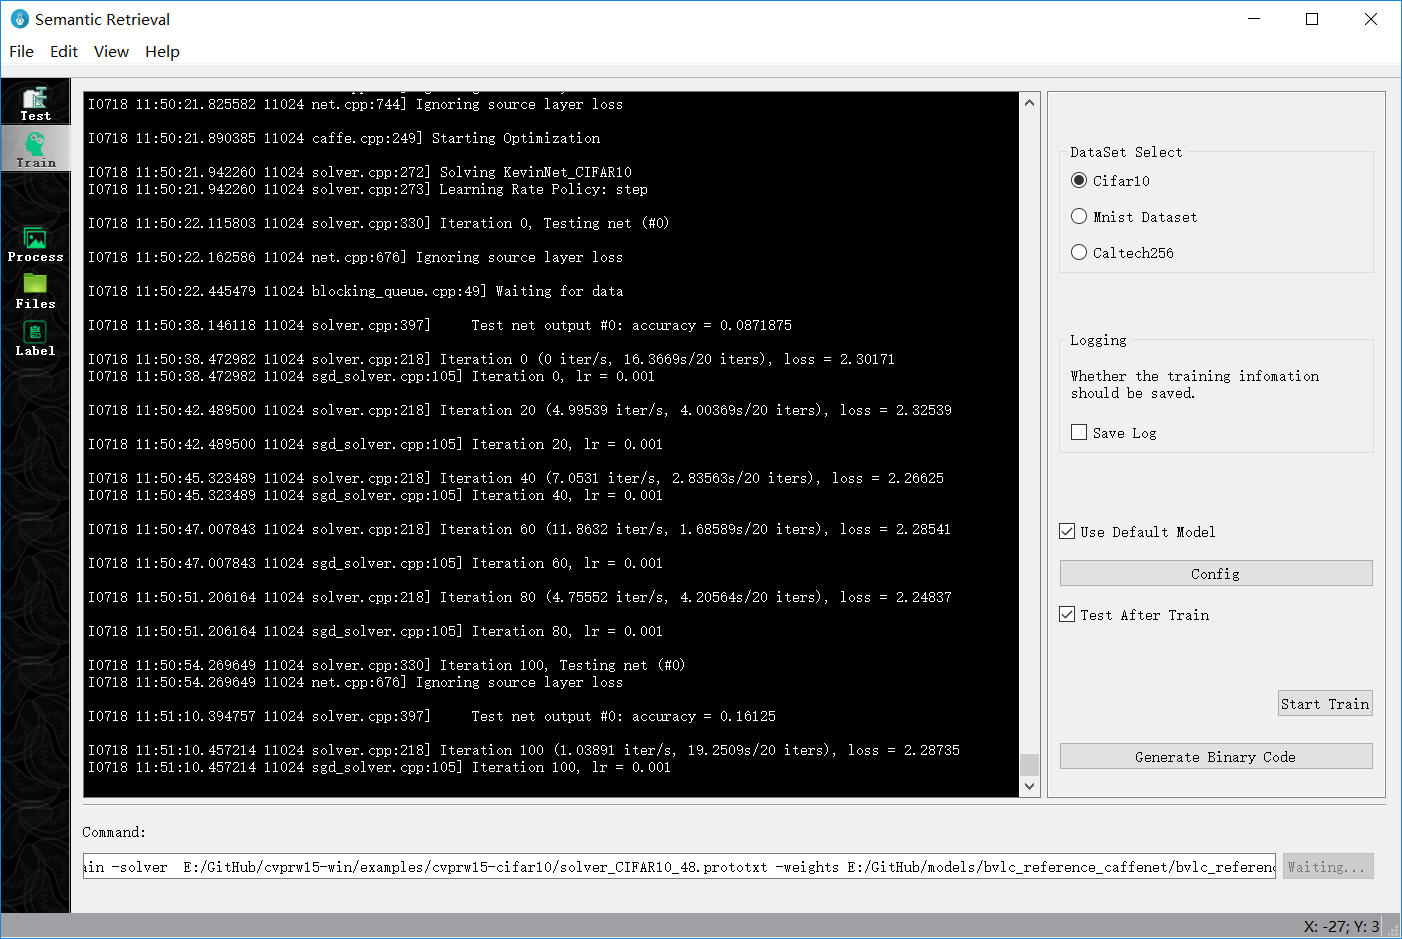 Semantic Retrieval
File Edit View Help
Test
Train
Process
Files
Label
I0718 11:50:21.825582 11024 net.cpp:744] Ignoring source layer loss
I0718 11:50:21.890385 11024 caffe.cpp:249] Starting Optimization
I0718 11:50:21.942260 11024 solver.cpp:272] Solving KevinNet_CIFAR10
I0718 11:50:21.942260 11024 solver.cpp:273] Learning Rate Policy: step
I0718 11:50:22.115803 11024 solver.cpp:330] Iteration 0, Testing net (#0)
I0718 11:50:22.162586 11024 net.cpp:676] Ignoring source layer loss
I0718 11:50:22.445479 11024 blocking_queue.cpp:49] Waiting for data
I0718 11:50:38.146118 11024 solver.cpp:397]     Test net output #0: accuracy = 0.0871875
I0718 11:50:38.472982 11024 solver.cpp:218] Iteration 0 (0 iter/s, 16.3669s/20 iters), loss = 2.30171
I0718 11:50:38.472982 11024 sgd_solver.cpp:105] Iteration 0, lr = 0.001
I0718 11:50:42.489500 11024 solver.cpp:218] Iteration 20 (4.99539 iter/s, 4.00369s/20 iters), loss = 2.32539
I0718 11:50:42.489500 11024 sgd_solver.cpp:105] Iteration 20, lr = 0.001
I0718 11:50:45.323489 11024 solver.cpp:218] Iteration 40 (7.0531 iter/s, 2.83563s/20 iters), loss = 2.26625
I0718 11:50:45.323489 11024 sgd_solver.cpp:105] Iteration 40, lr = 0.001
I0718 11:50:47.007843 11024 solver.cpp:218] Iteration 60 (11.8632 iter/s, 1.68589s/20 iters), loss = 2.28541
I0718 11:50:47.007843 11024 sgd_solver.cpp:105] Iteration 60, lr = 0.001
I0718 11:50:51.206164 11024 solver.cpp:218] Iteration 80 (4.75552 iter/s, 4.20564s/20 iters), loss = 2.24837
I0718 11:50:51.206164 11024 sgd_solver.cpp:105] Iteration 80, lr = 0.001
I0718 11:50:54.269649 11024 solver.cpp:330] Iteration 100, Testing net (#0)
I0718 11:50:54.269649 11024 net.cpp:676] Ignoring source layer loss
I0718 11:51:10.394757 11024 solver.cpp:397]     Test net output #0: accuracy = 0.16125
I0718 11:51:10.457214 11024 solver.cpp:218] Iteration 100 (1.03891 iter/s, 19.2509s/20 iters), loss = 2.28735
I0718 11:51:10.457214 11024 sgd_solver.cpp:105] Iteration 100, lr = 0.001
DataSet Select
Cifar10
Mnist Dataset
Caltech256
Logging
Whether the training infomation
should be saved.
Save Log
Use Default Model
Config
Test After Train
Start Train
Generate Binary Code
Command:
ain -solver  E:/GitHub/cvprw15-win/examples/cvprw15-cifar10/solver_CIFAR10_48.prototxt -weights E:/GitHub/models/bvlc_reference_caffenet/bvlc_referenc
Waiting...
X: -27; Y: 3